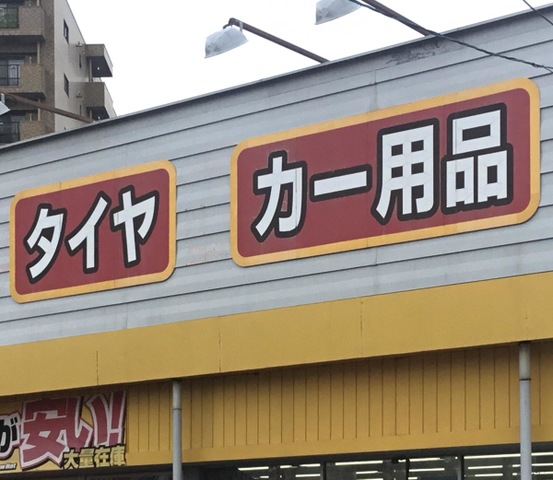 タイヤ カー用品
が安い!
大量在庫